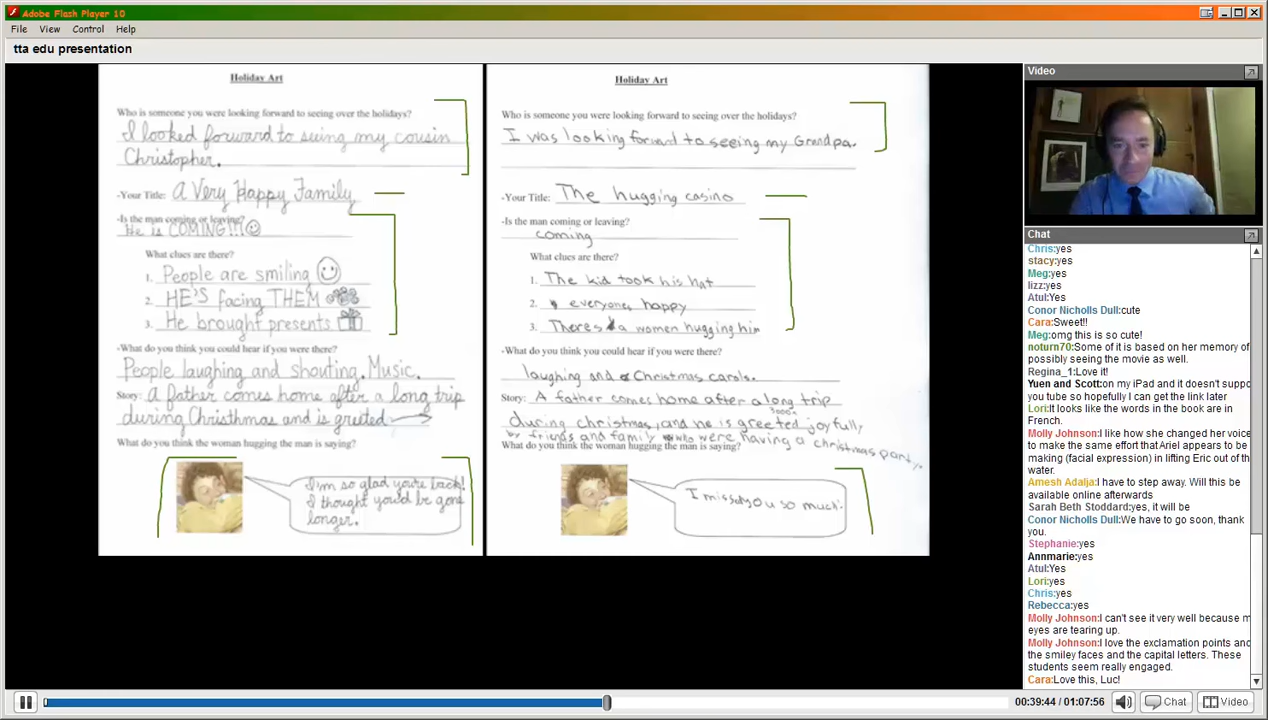 Adobe Flash Player 10
File View Control Help
tta edu presentation
Holiday Art
Who is someone you were looking forward to seeing over the holidays?
I looked forward to seing my cousin
Christopher.
-Your Title: A Very Happy Family
-Is the man coming or leaving?
He is COMING!!!
What clues are there?
1. People are smiling
2. HE'S facing THEM
3. He brought presents
-What do you think you could hear if you were there?
People laughing and shouting. Music.
Story: A father comes home after a long trip
during Christhmas and is greeted
What do you think the woman hugging the man is saying?
I'm so glad you're back!
I thought you'd be gone
longer.
Holiday Art
Who is someone you were looking forward to seeing over the holidays?
I was looking forward to seeing my Grandpa.
-Your Title: The hugging casino
-Is the man coming or leaving?
coming
What clues are there?
1. The kid took his hat
2. everyones happy
3. Theres a women hugging him
-What do you think you could hear if you were there?
laughing and Christmas carols.
Story: A father comes home after a long trip
during christmas, and he is greeted joyfully
by friends and family who were having a christmas party.
What do you think the woman hugging the man is saying?
I missed you so much.
Video
Chat
Chris:yes
stacy:yes
Meg:yes
lizz:yes
Atul:Yes
Conor Nicholls Dull:cute
Cara:Sweet!!
Meg:omg this is so cute!
noturn70:Some of it is based on her memory of
possibly seeing the movie as well.
Regina_1:Love it!
Yuen and Scott:on my iPad and it doesn't suppo
you tube so hopefully I can get the link later
Lori:It looks like the words in the book are in
French.
Molly Johnson:I like how she changed her voice
to make the same effort that Ariel appears to be
making (facial expression) in lifting Eric out of the
water.
Amesh Adalja:I have to step away. Will this be
available online afterwards
Sarah Beth Stoddard:yes, it will be
Conor Nicholls Dull:We have to go soon, thank
you.
Stephanie:yes
Annmarie:yes
Atul:Yes
Lori:yes
Chris:yes
Rebecca:yes
Molly Johnson:I can't see it very well because m
eyes are tearing up.
Molly Johnson:I love the exclamation points and
the smiley faces and the capital letters. These
students seem really engaged.
Cara:Love this, Luc!
00:39:44 / 01:07:56
Chat
Video